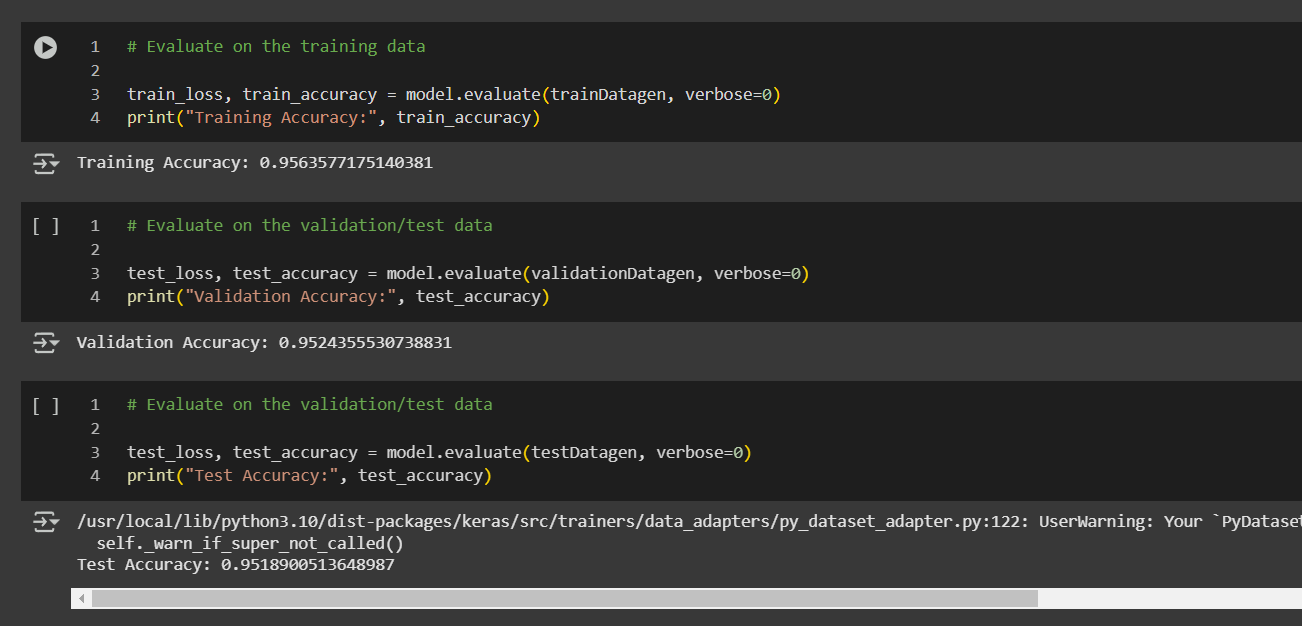 1 # Evaluate on the training data
2
3 train_loss, train_accuracy = model.evaluate(trainDatagen, verbose=0)
4 print("Training Accuracy:", train_accuracy)
Training Accuracy: 0.9563577175140381
[ ] 1 # Evaluate on the validation/test data
2
3 test_loss, test_accuracy = model.evaluate(validationDatagen, verbose=0)
4 print("Validation Accuracy:", test_accuracy)
Validation Accuracy: 0.9524355530738831
[ ] 1 # Evaluate on the validation/test data
2
3 test_loss, test_accuracy = model.evaluate(testDatagen, verbose=0)
4 print("Test Accuracy:", test_accuracy)
/usr/local/lib/python3.10/dist-packages/keras/src/trainers/data_adapters/py_dataset_adapter.py:122: UserWarning: Your `PyDataset
self._warn_if_super_not_called()
Test Accuracy: 0.9518900513648987